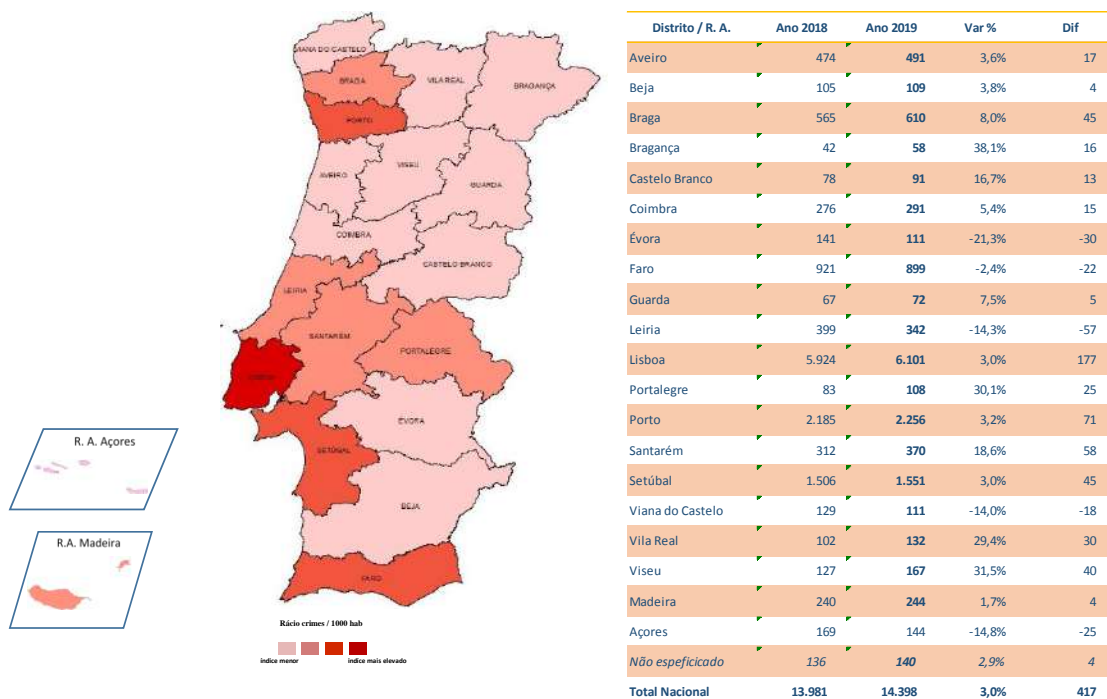 VIANA DO CASTELO
BRAGA
VILA REAL
BRAGANÇA
PORTO
AVEIRO
VISEU
GUARDA
COIMBRA
CASTELO BRANCO
LEIRIA
SANTARÉM
PORTALEGRE
ÉVORA
SETÚBAL
BEJA
FARO
R. A. Açores
R.A. Madeira
Rácio crimes / 1000 hab
índice menor índice mais elevado
Distrito / R. A. Ano 2018 Ano 2019 Var % Dif
Aveiro 474 491 3,6% 17
Beja 105 109 3,8% 4
Braga 565 610 8,0% 45
Bragança 42 58 38,1% 16
Castelo Branco 78 91 16,7% 13
Coimbra 276 291 5,4% 15
Évora 141 111 -21,3% -30
Faro 921 899 -2,4% -22
Guarda 67 72 7,5% 5
Leiria 399 342 -14,3% -57
Lisboa 5.924 6.101 3,0% 177
Portalegre 83 108 30,1% 25
Porto 2.185 2.256 3,2% 71
Santarém 312 370 18,6% 58
Setúbal 1.506 1.551 3,0% 45
Viana do Castelo 129 111 -14,0% -18
Vila Real 102 132 29,4% 30
Viseu 127 167 31,5% 40
Madeira 240 244 1,7% 4
Açores 169 144 -14,8% -25
Não espeficicado 136 140 2,9% 4
Total Nacional 13.981 14.398 3,0% 417